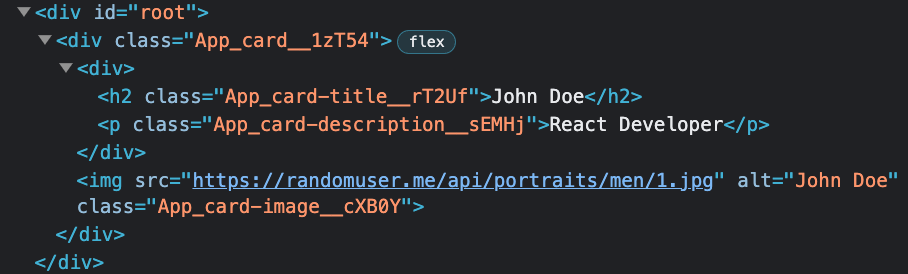 <div id="root">
<div class="App_card__1zT54"> flex
<div>
<h2 class="App_card-title__rT2Uf">John Doe</h2>
<p class="App_card-description__sEMHj">React Developer</p>
</div>
<img src="https://randomuser.me/api/portraits/men/1.jpg" alt="John Doe"
class="App_card-image__cXB0Y">
</div>
</div>